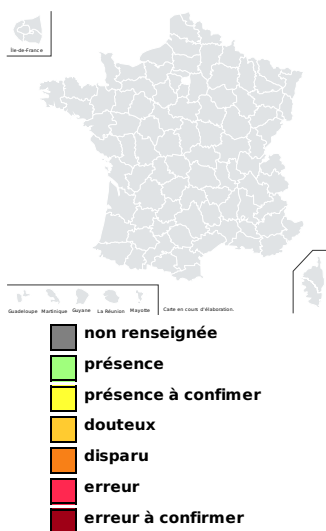 Île-de-France
Guadeloupe Martinique Guyane La Réunion Mayotte Carte en cours d'élaboration.
non renseignée
présence
présence à confimer
douteux
disparu
erreur
erreur à confirmer